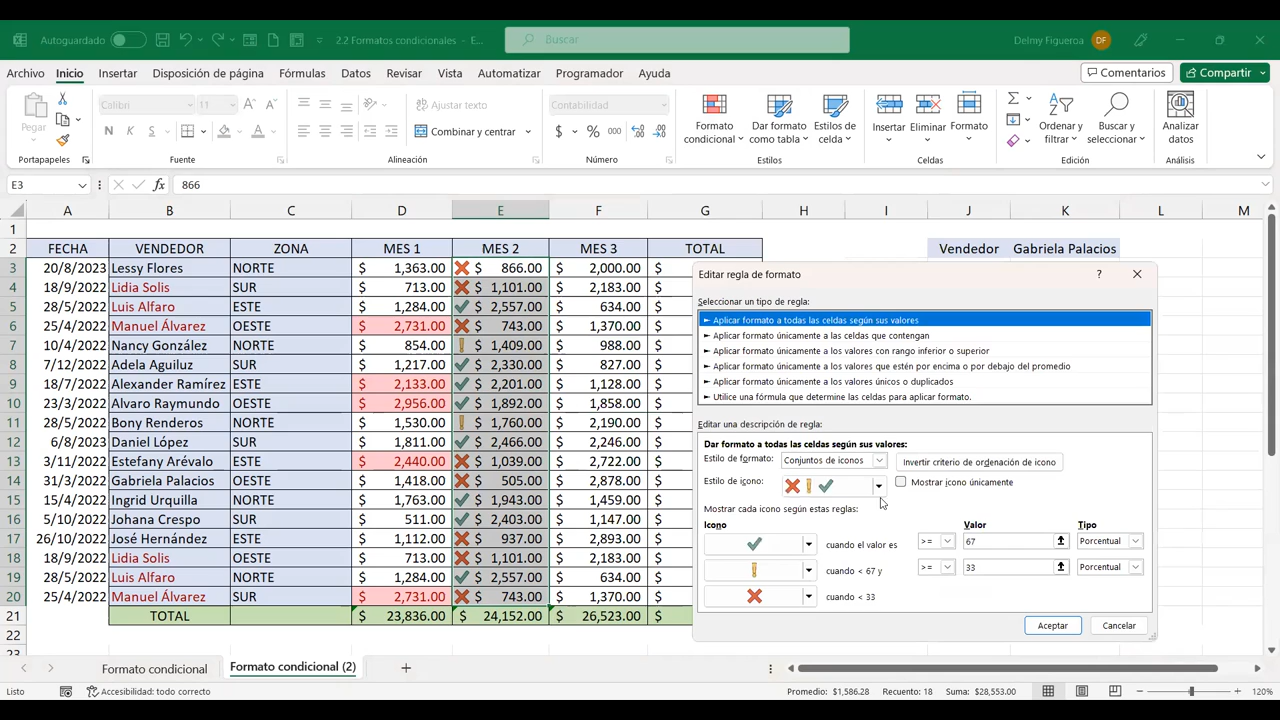 Autoguardado 2.2 Formatos condicionales - E... Buscar Delmy Figueroa DF
Archivo Inicio Insertar Disposición de página Fórmulas Datos Revisar Vista Automatizar Programador Ayuda Comentarios Compartir
Pegar Calibri 11 Ajustar texto Contabilidad Formato condicional Dar formato como tabla Estilos de celda Insertar Eliminar Formato Ordenar y filtrar Buscar y seleccionar Analizar datos
N K S Combinar y centrar $ % 000
Portapapeles Fuente Alineación Número Estilos Celdas Edición Análisis
E3 fx 866
A B C D E F G H I J K L M
1
2 FECHA VENDEDOR ZONA MES 1 MES 2 MES 3 TOTAL Vendedor Gabriela Palacios
3 20/8/2023 Lessy Flores NORTE $ 1,363.00 $ 866.00 $ 2,000.00 $
4 18/9/2022 Lidia Solis SUR $ 713.00 $ 1,101.00 $ 2,183.00 $
5 28/5/2022 Luis Alfaro ESTE $ 1,284.00 $ 2,557.00 $ 634.00 $
6 25/4/2022 Manuel Álvarez OESTE $ 2,731.00 $ 743.00 $ 1,370.00 $
7 10/4/2022 Nancy González NORTE $ 854.00 $ 1,409.00 $ 988.00 $
8 7/12/2022 Adela Aguiluz SUR $ 1,217.00 $ 2,330.00 $ 827.00 $
9 18/7/2022 Alexander Ramírez ESTE $ 2,133.00 $ 2,201.00 $ 1,128.00 $
10 23/3/2022 Alvaro Raymundo OESTE $ 2,956.00 $ 1,892.00 $ 1,858.00 $
11 28/5/2022 Bony Renderos NORTE $ 1,530.00 $ 1,760.00 $ 2,190.00 $
12 6/8/2023 Daniel López SUR $ 1,811.00 $ 2,466.00 $ 2,246.00 $
13 3/11/2022 Estefany Arévalo ESTE $ 2,440.00 $ 1,039.00 $ 2,722.00 $
14 31/3/2022 Gabriela Palacios OESTE $ 1,418.00 $ 505.00 $ 2,878.00 $
15 15/4/2022 Ingrid Urquilla NORTE $ 763.00 $ 1,943.00 $ 1,459.00 $
16 5/10/2022 Johana Crespo SUR $ 511.00 $ 2,403.00 $ 1,147.00 $
17 26/10/2022 José Hernández ESTE $ 1,112.00 $ 937.00 $ 2,893.00 $
18 18/9/2022 Lidia Solis OESTE $ 713.00 $ 1,101.00 $ 2,183.00 $
19 28/5/2022 Luis Alfaro NORTE $ 1,284.00 $ 2,557.00 $ 634.00 $
20 25/4/2022 Manuel Álvarez SUR $ 2,731.00 $ 743.00 $ 1,370.00 $
21 TOTAL $ 23,836.00 $ 24,152.00 $ 26,523.00 $
22
23
Editar regla de formato ?
Seleccionar un tipo de regla:
► Aplicar formato a todas las celdas según sus valores
► Aplicar formato únicamente a las celdas que contengan
► Aplicar formato únicamente a los valores con rango inferior o superior
► Aplicar formato únicamente a los valores que estén por encima o por debajo del promedio
► Aplicar formato únicamente a los valores únicos o duplicados
► Utilice una fórmula que determine las celdas para aplicar formato.
Editar una descripción de regla:
Dar formato a todas las celdas según sus valores:
Estilo de formato: Conjuntos de iconos Invertir criterio de ordenación de icono
Estilo de icono: Mostrar icono únicamente
Mostrar cada icono según estas reglas:
Icono Valor Tipo
cuando el valor es >= 67 Porcentual
cuando < 67 y >= 33 Porcentual
cuando < 33
Aceptar Cancelar
Formato condicional Formato condicional (2)
Listo Accesibilidad: todo correcto Promedio: $1,586.28 Recuento: 18 Suma: $28,553.00 120%